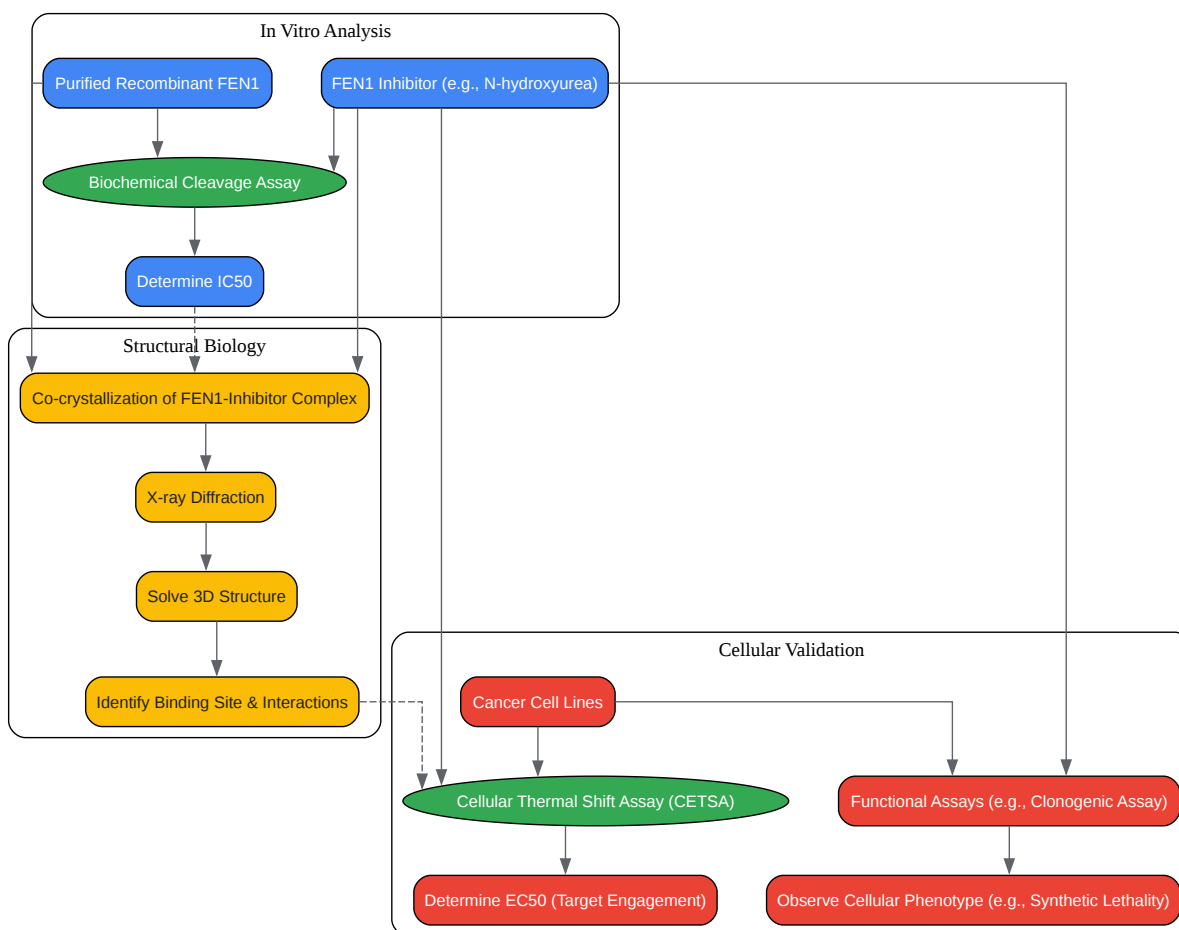 In Vitro Analysis
Purified Recombinant FEN1
FEN1 Inhibitor (e.g., N-hydroxyurea)
Biochemical Cleavage Assay
Determine IC50
Structural Biology
Co-crystallization of FEN1-Inhibitor Complex
X-ray Diffraction
Solve 3D Structure
Identify Binding Site & Interactions
Cellular Validation
Cancer Cell Lines
Cellular Thermal Shift Assay (CETSA)
Functional Assays (e.g., Clonogenic Assay)
Determine EC50 (Target Engagement)
Observe Cellular Phenotype (e.g., Synthetic Lethality)